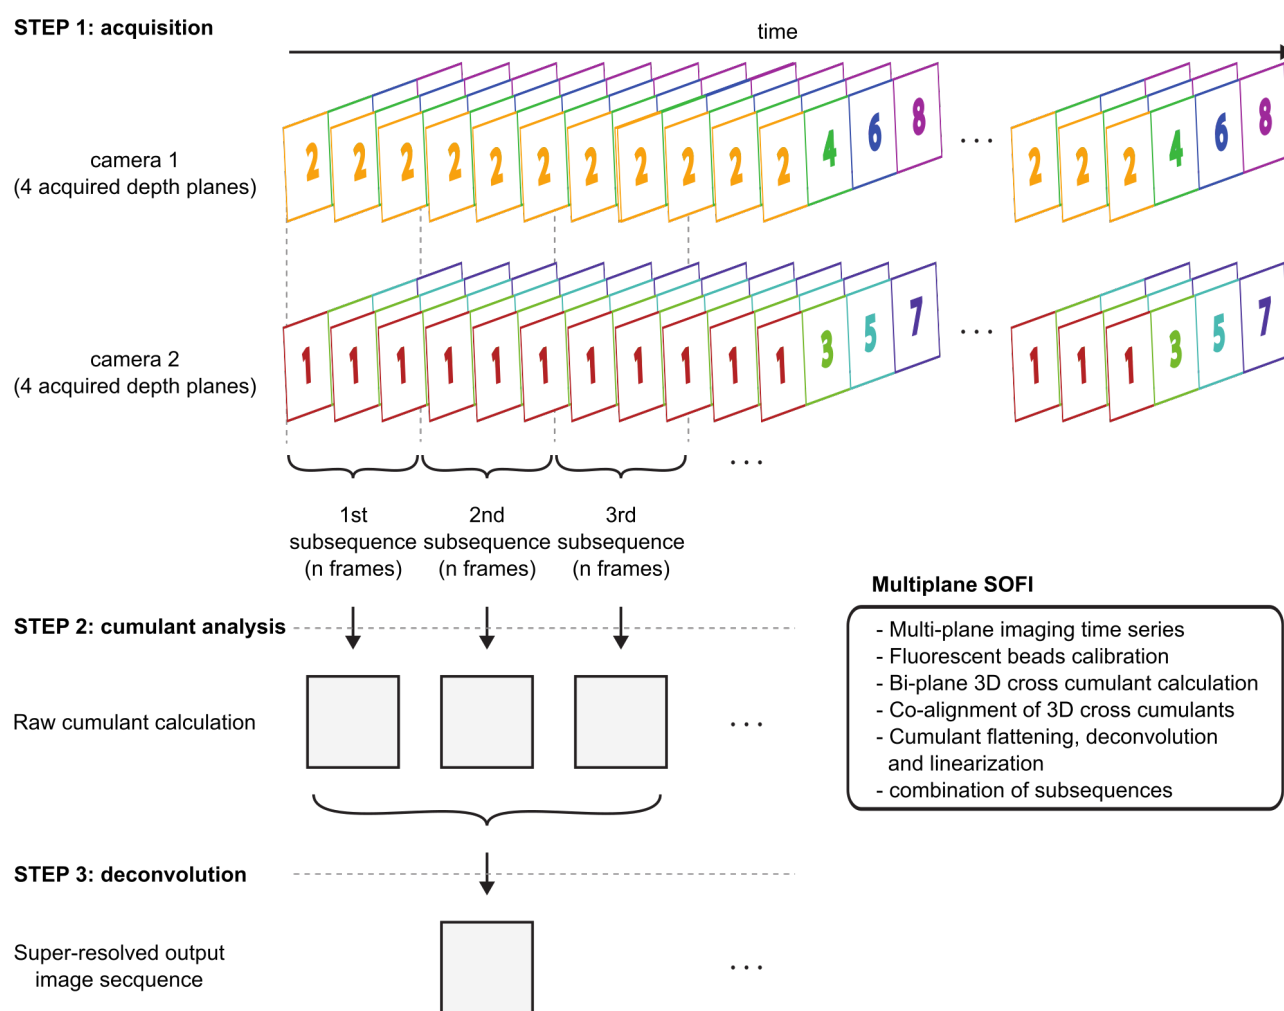 STEP 1: acquisition
time
camera 1
(4 acquired depth planes)
2 2 2 2 2 2 2 2 2 2 2 4 6 8 ... 2 2 2 4 6 8
camera 2
(4 acquired depth planes)
1 1 1 1 1 1 1 1 1 1 1 3 5 7 ... 1 1 1 3 5 7
...
1st
subsequence
(n frames)
2nd
subsequence
(n frames)
3rd
subsequence
(n frames)
STEP 2: cumulant analysis
Raw cumulant calculation
...
STEP 3: deconvolution
Super-resolved output
image secquence
...
Multiplane SOFI
- Multi-plane imaging time series
- Fluorescent beads calibration
- Bi-plane 3D cross cumulant calculation
- Co-alignment of 3D cross cumulants
- Cumulant flattening, deconvolution
and linearization
- combination of subsequences